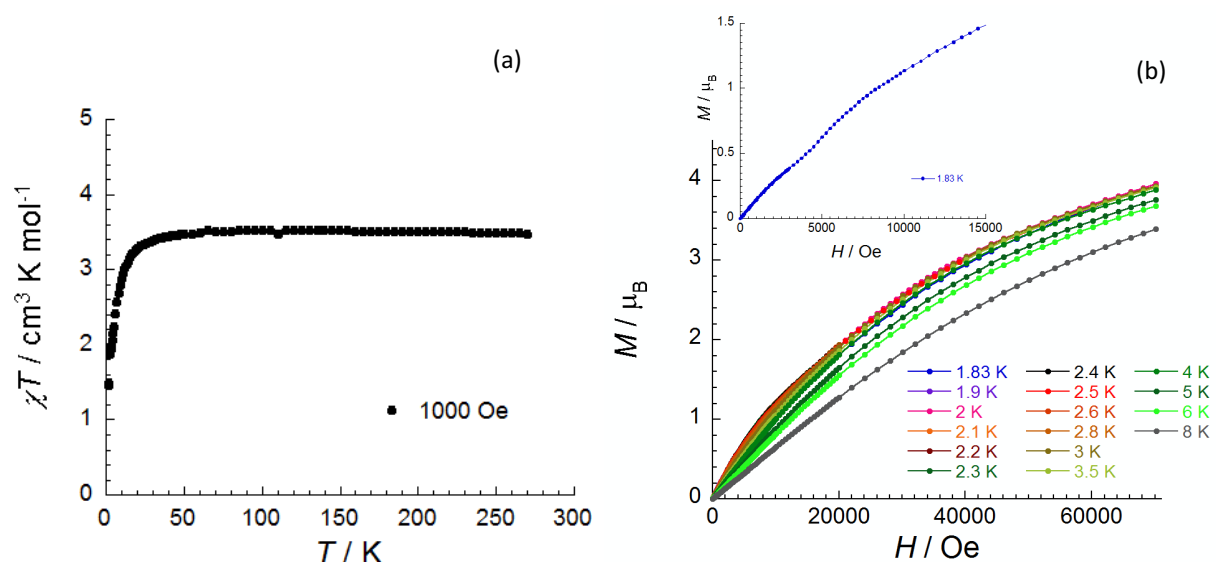 (a)
5
4
3
2
1
0
0 50 100 150 200 250 300
χT / cm³ K mol⁻¹
T / K
1000 Oe
(b)
1.5
1
0.5
0
0 5000 10000 15000
M / μB
H / Oe
1.83 K
4
3
2
1
0
0 20000 40000 60000
M / μB
H / Oe
1.83 K 2.4 K 4 K
1.9 K 2.5 K 5 K
2 K 2.6 K 6 K
2.1 K 2.8 K 8 K
2.2 K 3 K
2.3 K 3.5 K